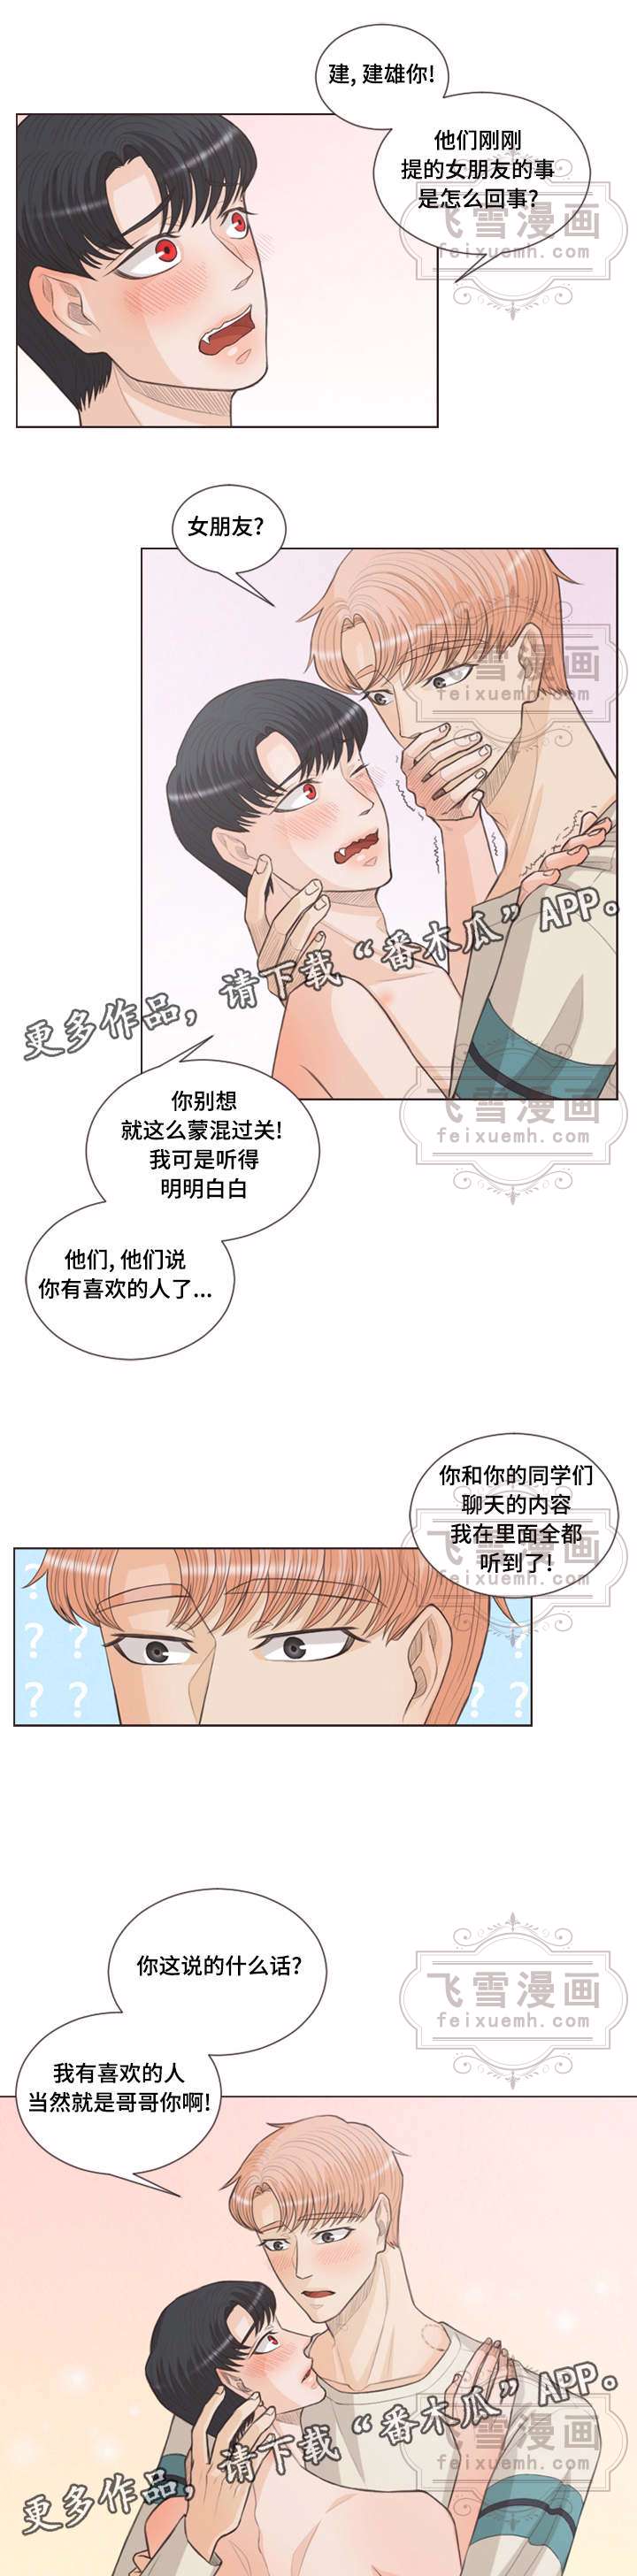 建, 建雄你!
他们刚刚
提的女朋友的事
是怎么回事?
飞雪漫画
feixuemh.com
女朋友?
飞雪漫画
feixuemh.com
更多作品，请下载“番木瓜”APP。
你别想
就这么蒙混过关!
我可是听得
明明白白
飞雪漫画
feixuemh.com
他们, 他们说
你有喜欢的人了...
你和你的同学们
聊天的内容
我在里面全都
听到了!
飞雪漫画
feixuemh.com
? ? ? ?
? ? ? ?
你这说的什么话?
飞雪漫画
feixuemh.com
我有喜欢的人
当然就是哥哥你啊!
更多作品，请下载“番木瓜”APP。
飞雪漫画
feixuemh.com